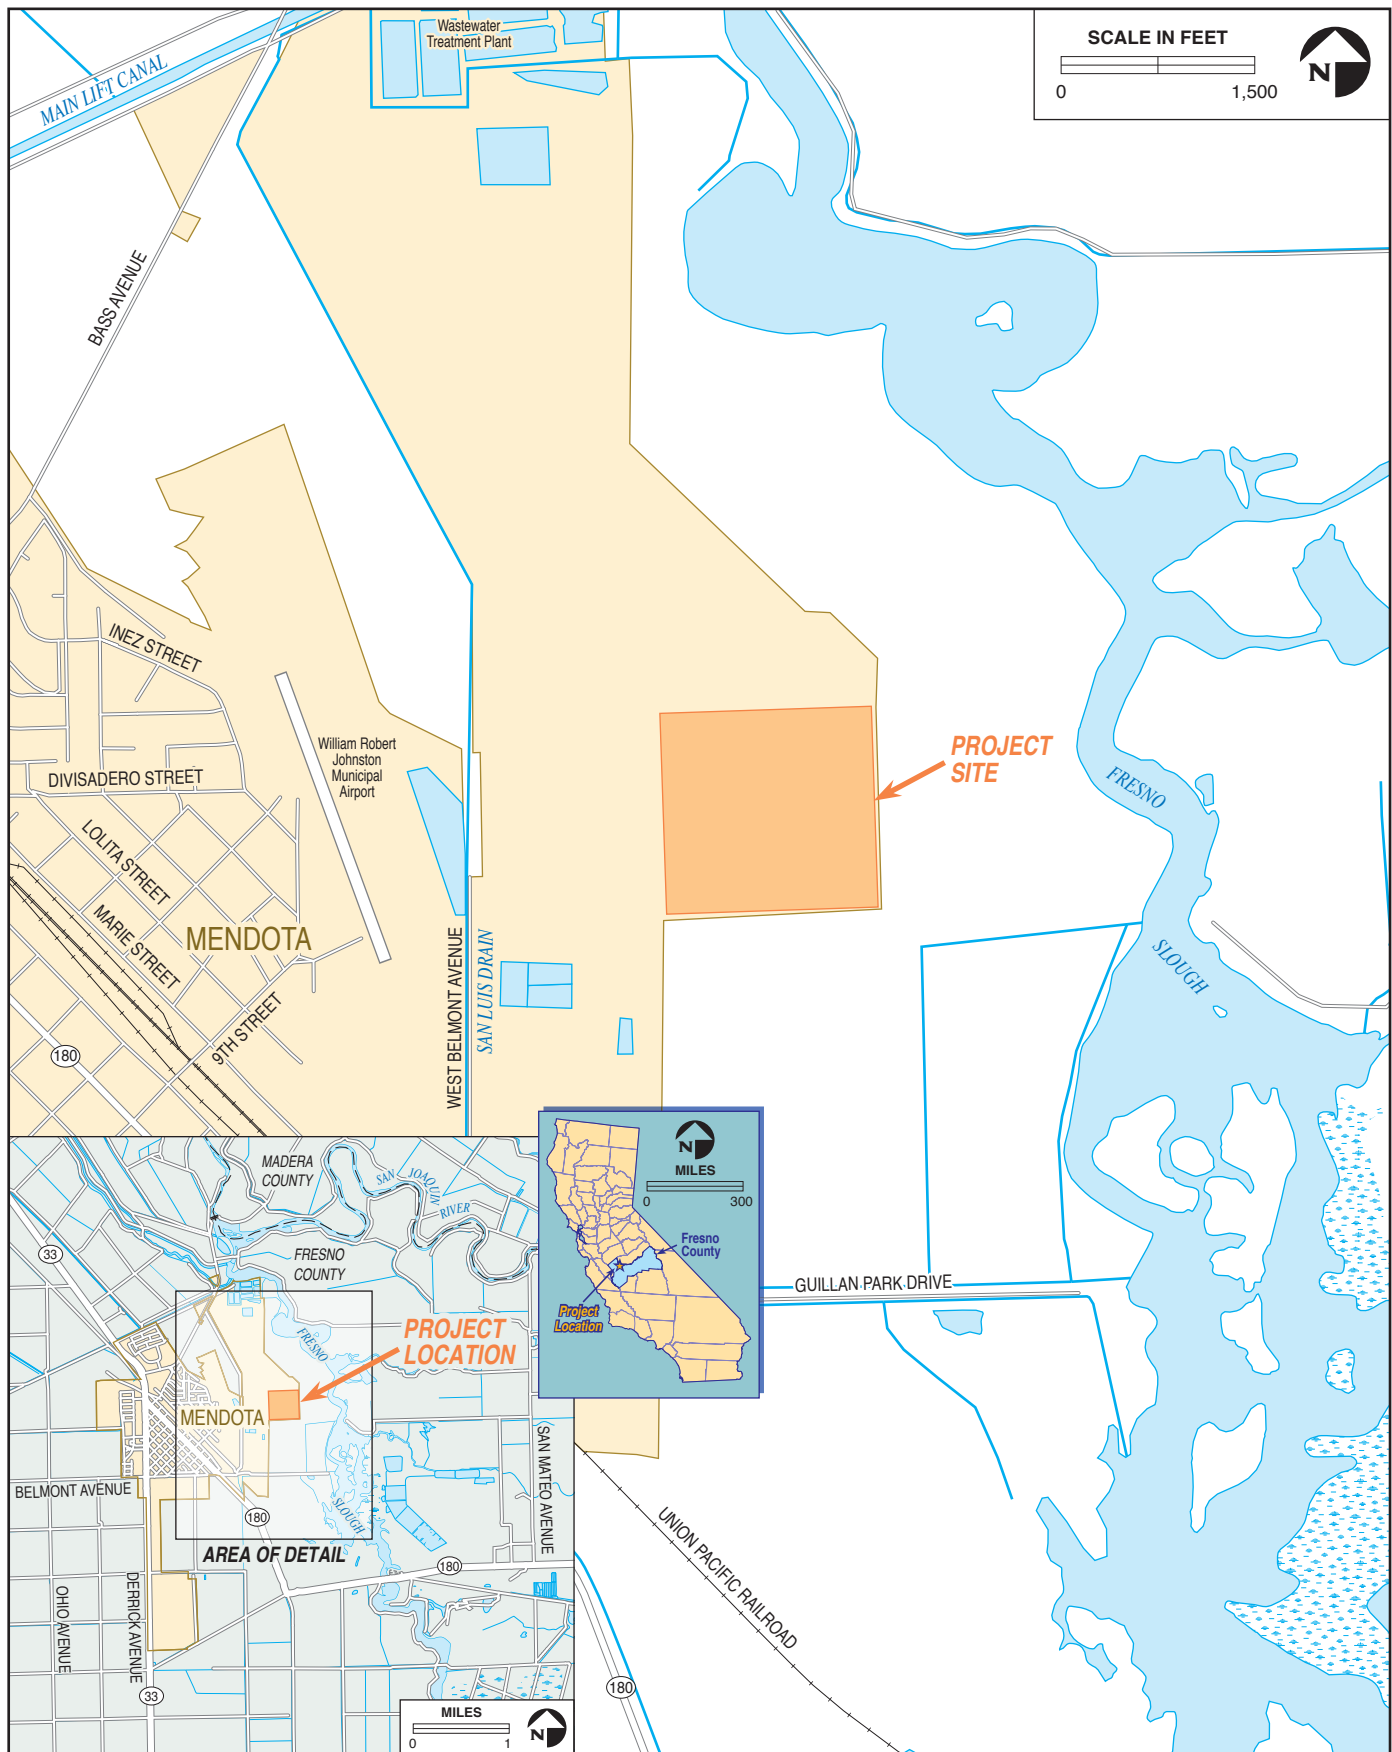 Wastewater
Treatment Plant
SCALE IN FEET
0
1,500
N
MAIN LIFT CANAL
BASS AVENUE
INEZ STREET
William Robert
Johnston
Municipal
Airport
DIVISADERO STREET
LOLITA STREET
MARIE STREET
MENDOTA
9TH STREET
180
WEST BELMONT AVENUE
SAN LUIS DRAIN
PROJECT
SITE
FRESNO
SLOUGH
GUILLAN PARK DRIVE
UNION PACIFIC RAILROAD
180
N
MILES
0
300
Fresno
County
Project
Location
MADERA
COUNTY
SAN JOAQUIN RIVER
FRESNO
COUNTY
33
PROJECT
LOCATION
FRESNO
MENDOTA
SLOUGH
BELMONT AVENUE
180
AREA OF DETAIL
180
SAN MATEO AVENUE
OHIO AVENUE
DERRICK AVENUE
33
MILES
0
1
N